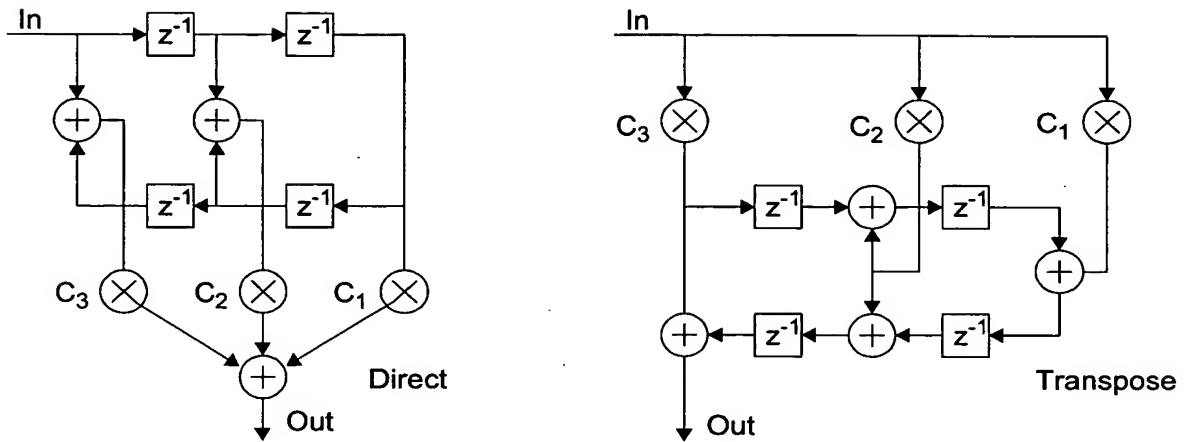 In
z⁻¹
z⁻¹
+
+
z⁻¹
z⁻¹
C₃
C₂
C₁
+
Direct
Out
In
C₃
C₂
C₁
z⁻¹
+
z⁻¹
+
+
z⁻¹
+
z⁻¹
Transpose
Out